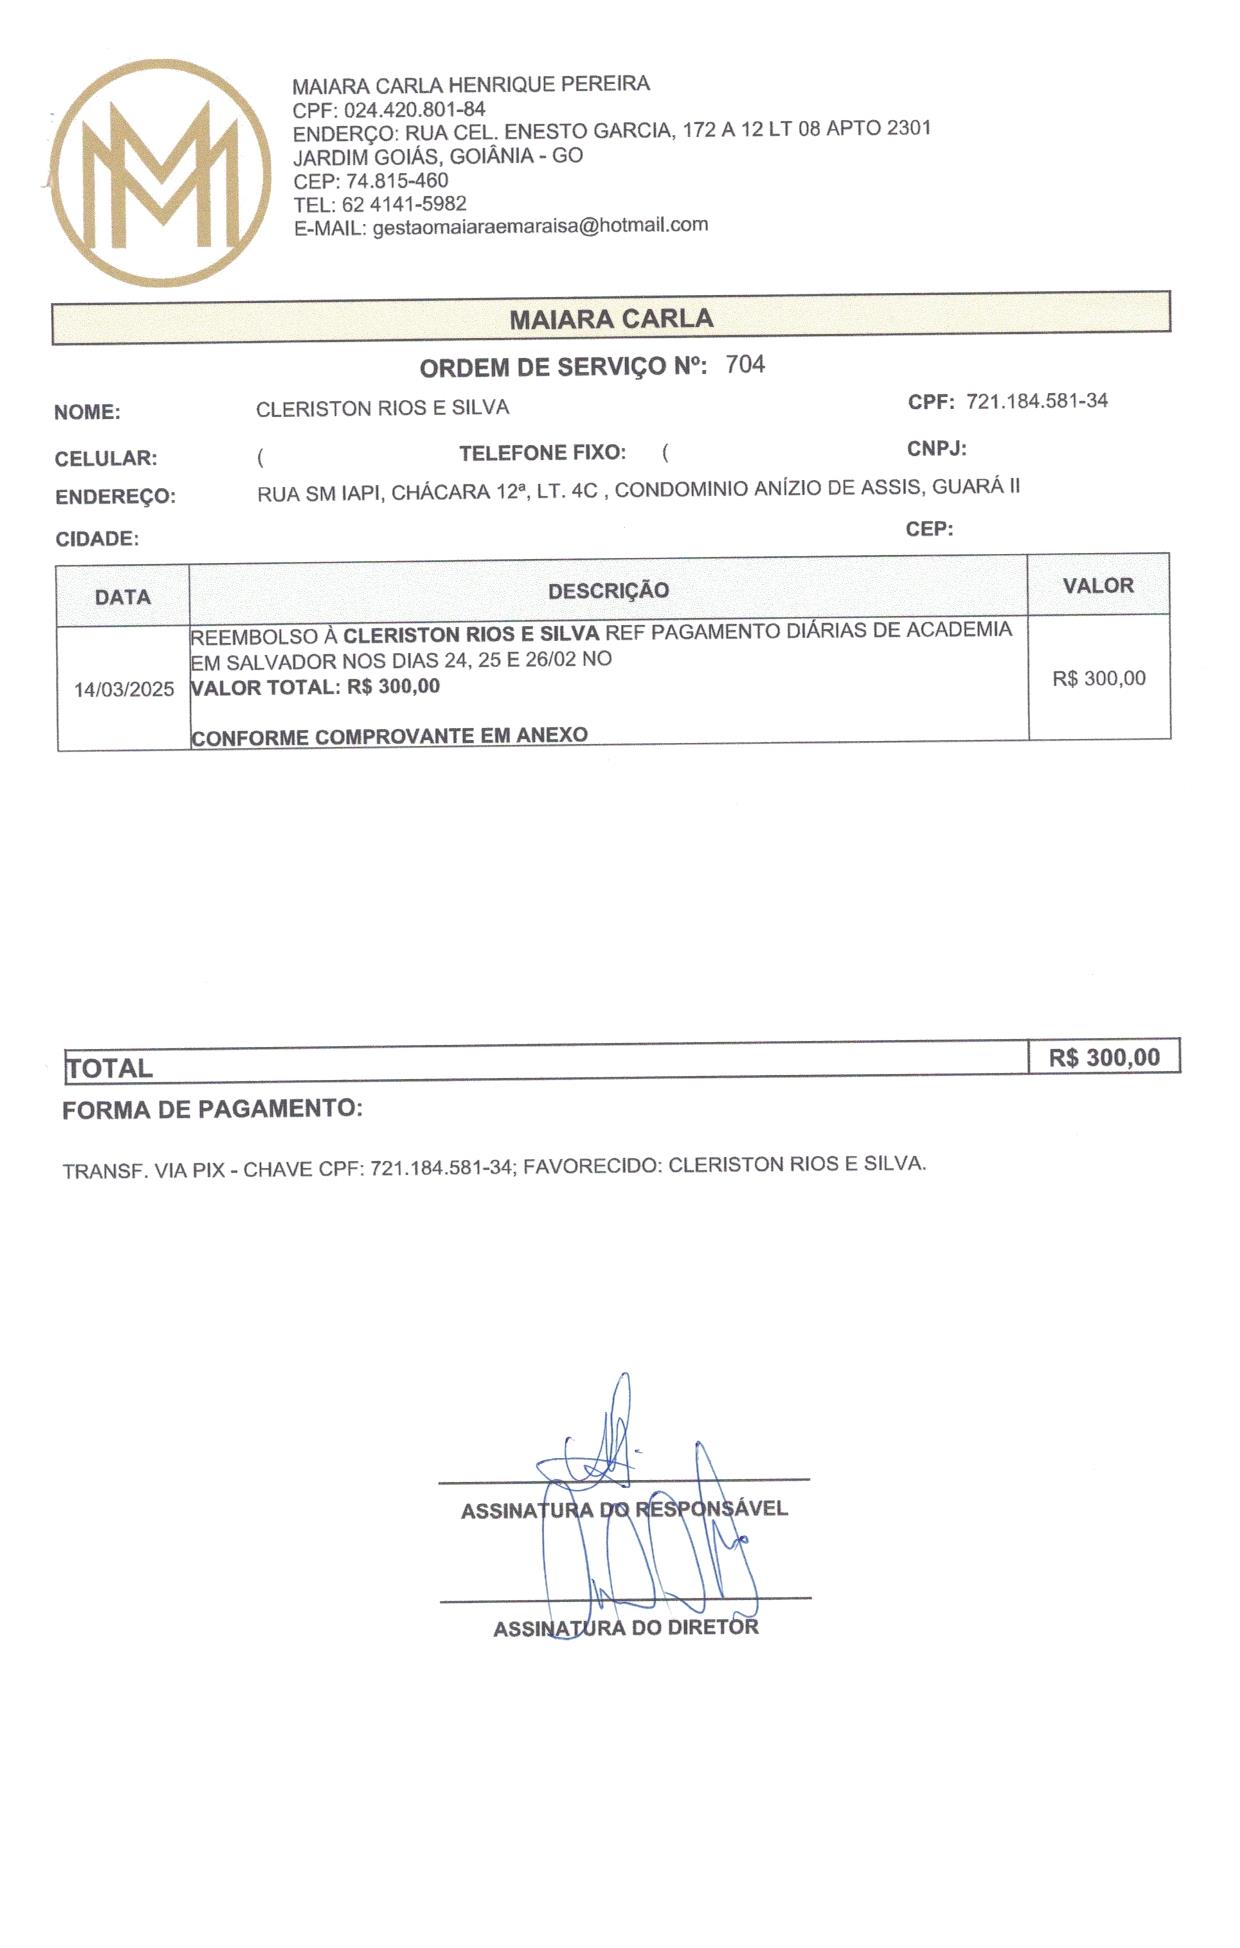 MAIARA CARLA HENRIQUE PEREIRA
CPF: 024.420.801-84
ENDERÇO: RUA CEL. ENESTO GARCIA, 172 A 12 LT 08 APTO 2301
JARDIM GOIÁS, GOIÂNIA - GO
CEP: 74.815-460
TEL: 62 4141-5982
E-MAIL: gestaomaiaraemaraisa@hotmail.com
MAIARA CARLA
ORDEM DE SERVIÇO Nº: 704
NOME: CLERISTON RIOS E SILVA CPF: 721.184.581-34
CELULAR: ( TELEFONE FIXO: ( CNPJ:
ENDEREÇO: RUA SM IAPI, CHÁCARA 12ª, LT. 4C , CONDOMINIO ANÍZIO DE ASSIS, GUARÁ II
CIDADE: CEP:
DATA DESCRIÇÃO VALOR
REEMBOLSO À CLERISTON RIOS E SILVA REF PAGAMENTO DIÁRIAS DE ACADEMIA
EM SALVADOR NOS DIAS 24, 25 E 26/02 NO
14/03/2025 VALOR TOTAL: R$ 300,00 R$ 300,00
CONFORME COMPROVANTE EM ANEXO
TOTAL R$ 300,00
FORMA DE PAGAMENTO:
TRANSF. VIA PIX - CHAVE CPF: 721.184.581-34; FAVORECIDO: CLERISTON RIOS E SILVA.
ASSINATURA DO RESPONSÁVEL
ASSINATURA DO DIRETOR